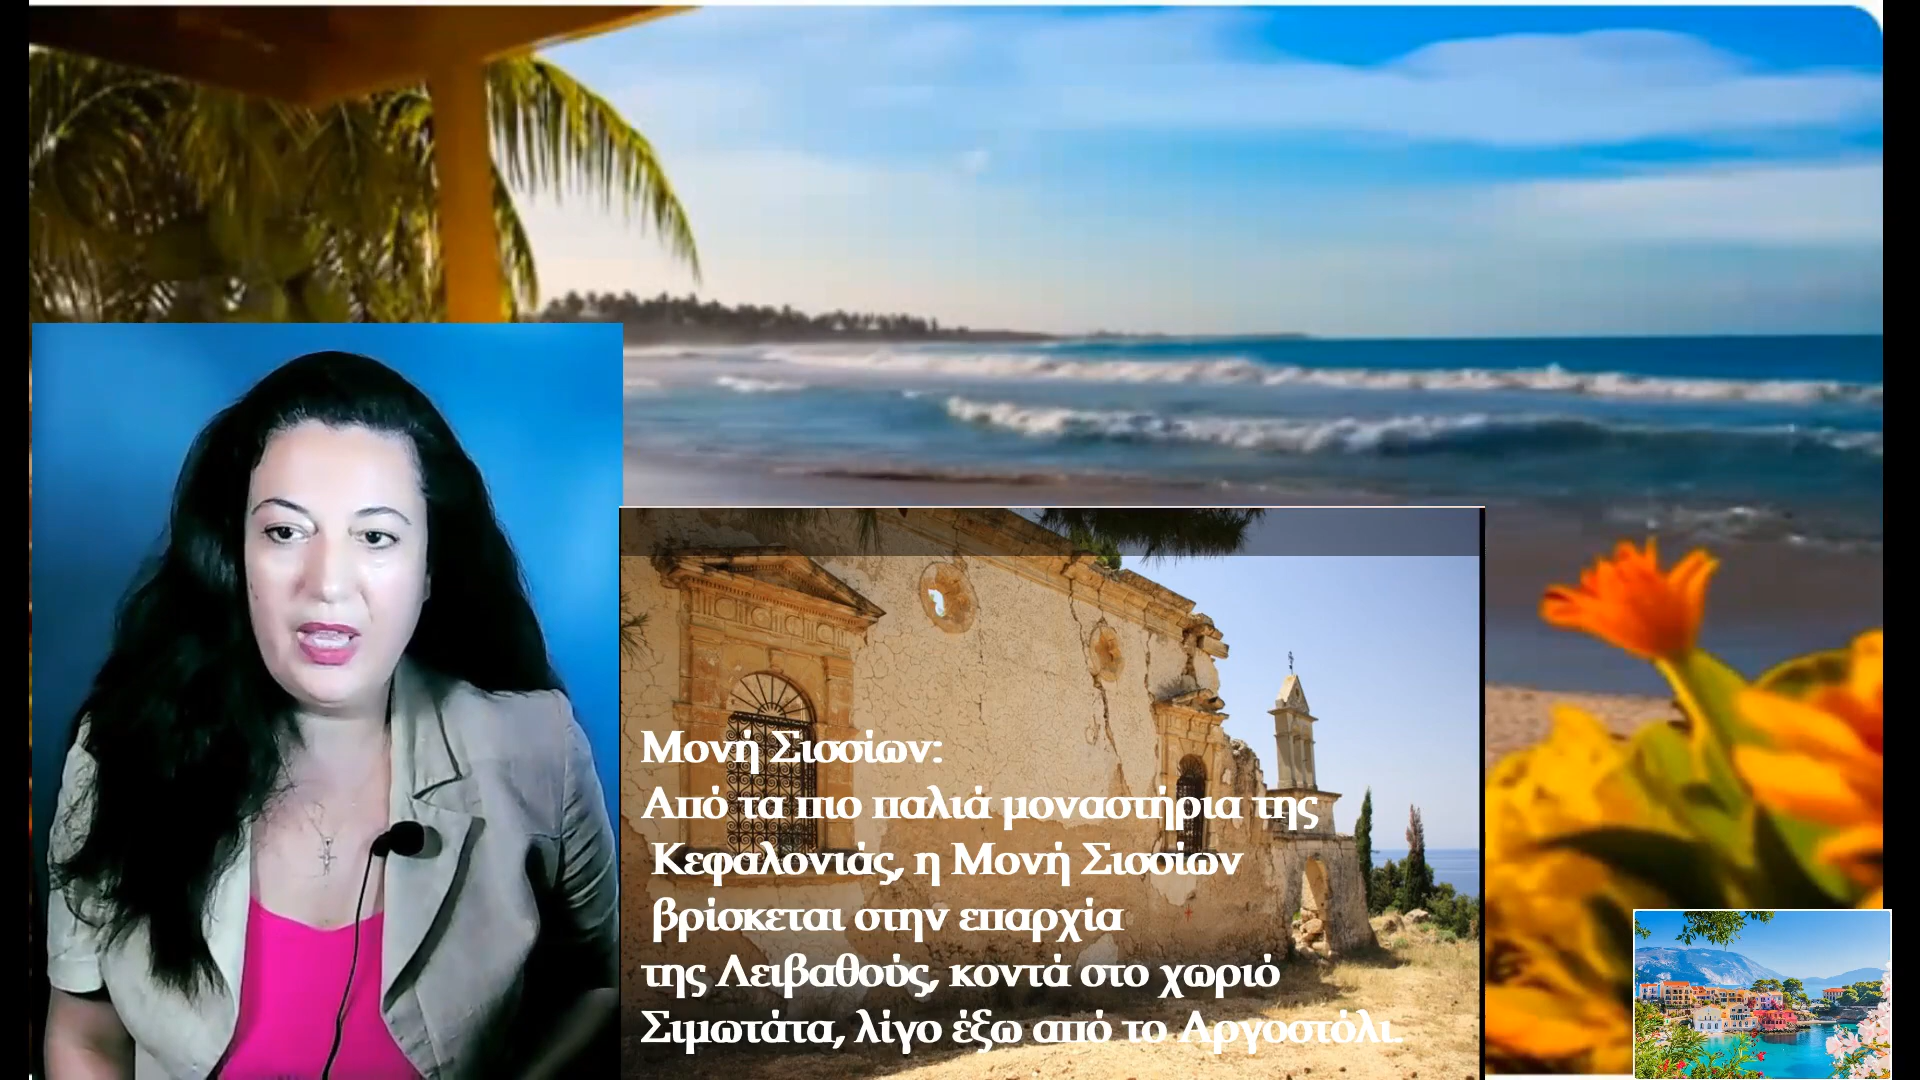 Μονή Σισσίων:
Από τα πιο παλιά μοναστήρια της
Κεφαλονιάς, η Μονή Σισσίων
βρίσκεται στην επαρχία
της Λειβαθούς, κοντά στο χωριό
Σιμωτάτα, λίγο έξω από το Αργοστόλι.